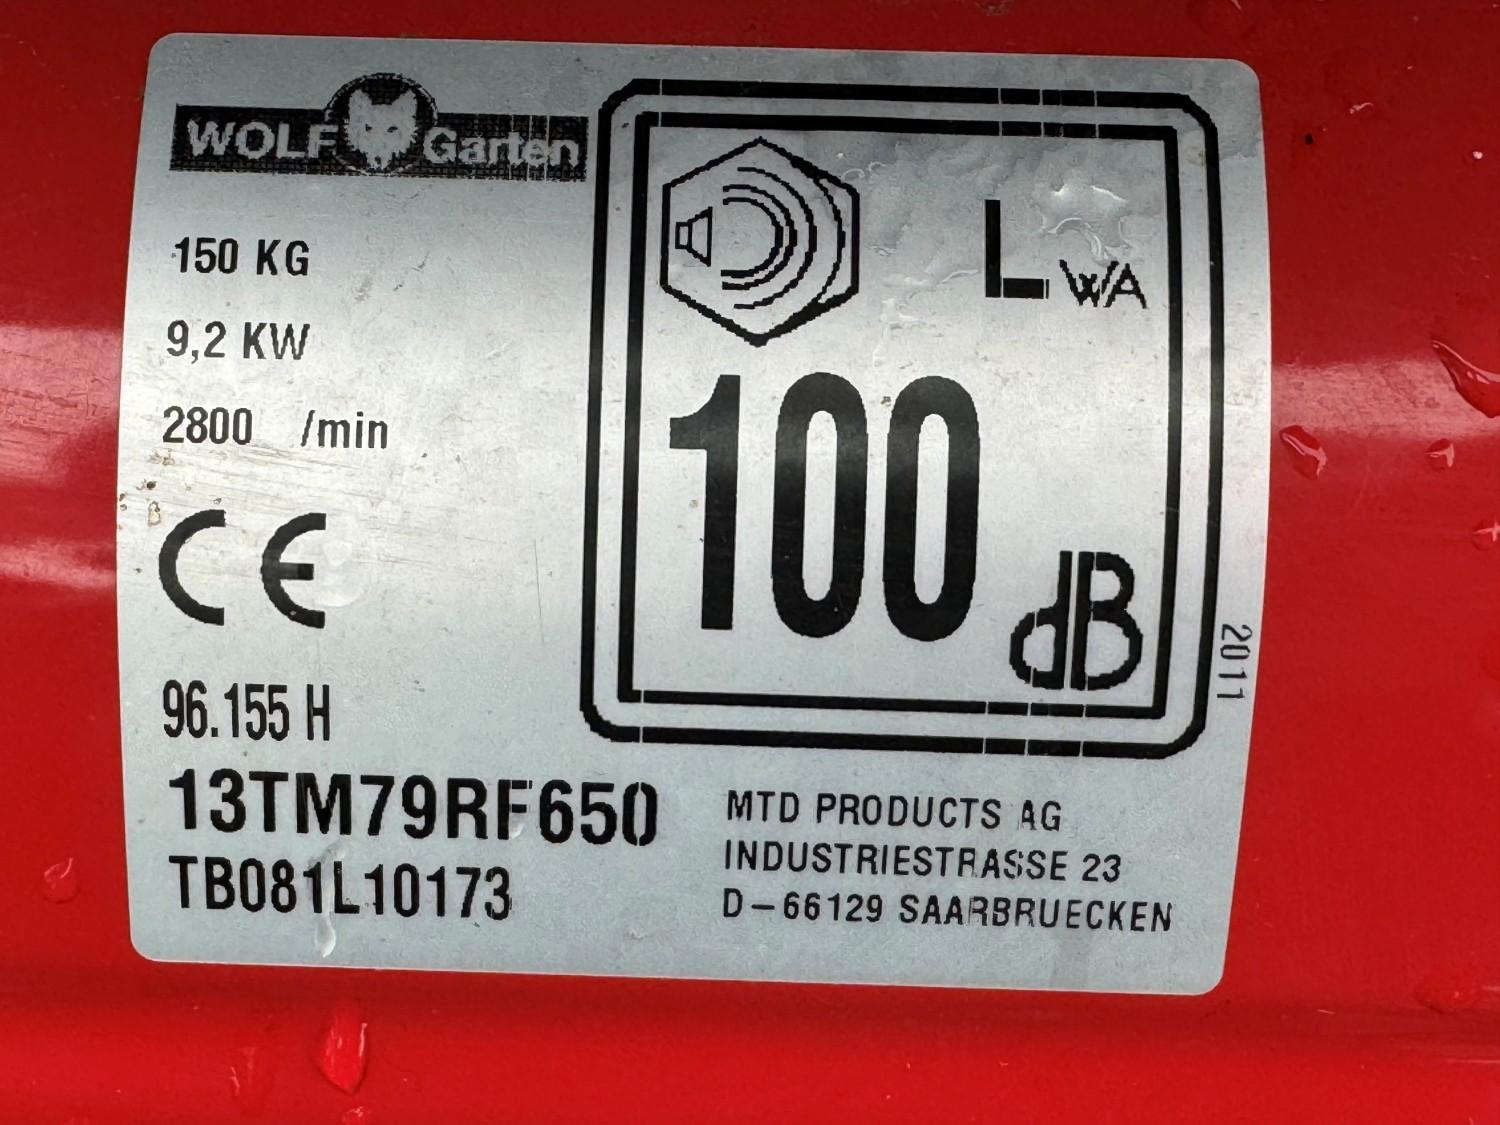 WOLF Garten
150 KG
9,2 KW
2800 /min
CE
96.155 H
13TM79RF650
TB081L10173
LWA
100
dB
2011
MTD PRODUCTS AG
INDUSTRIESTRASSE 23
D-66129 SAARBRUECKEN